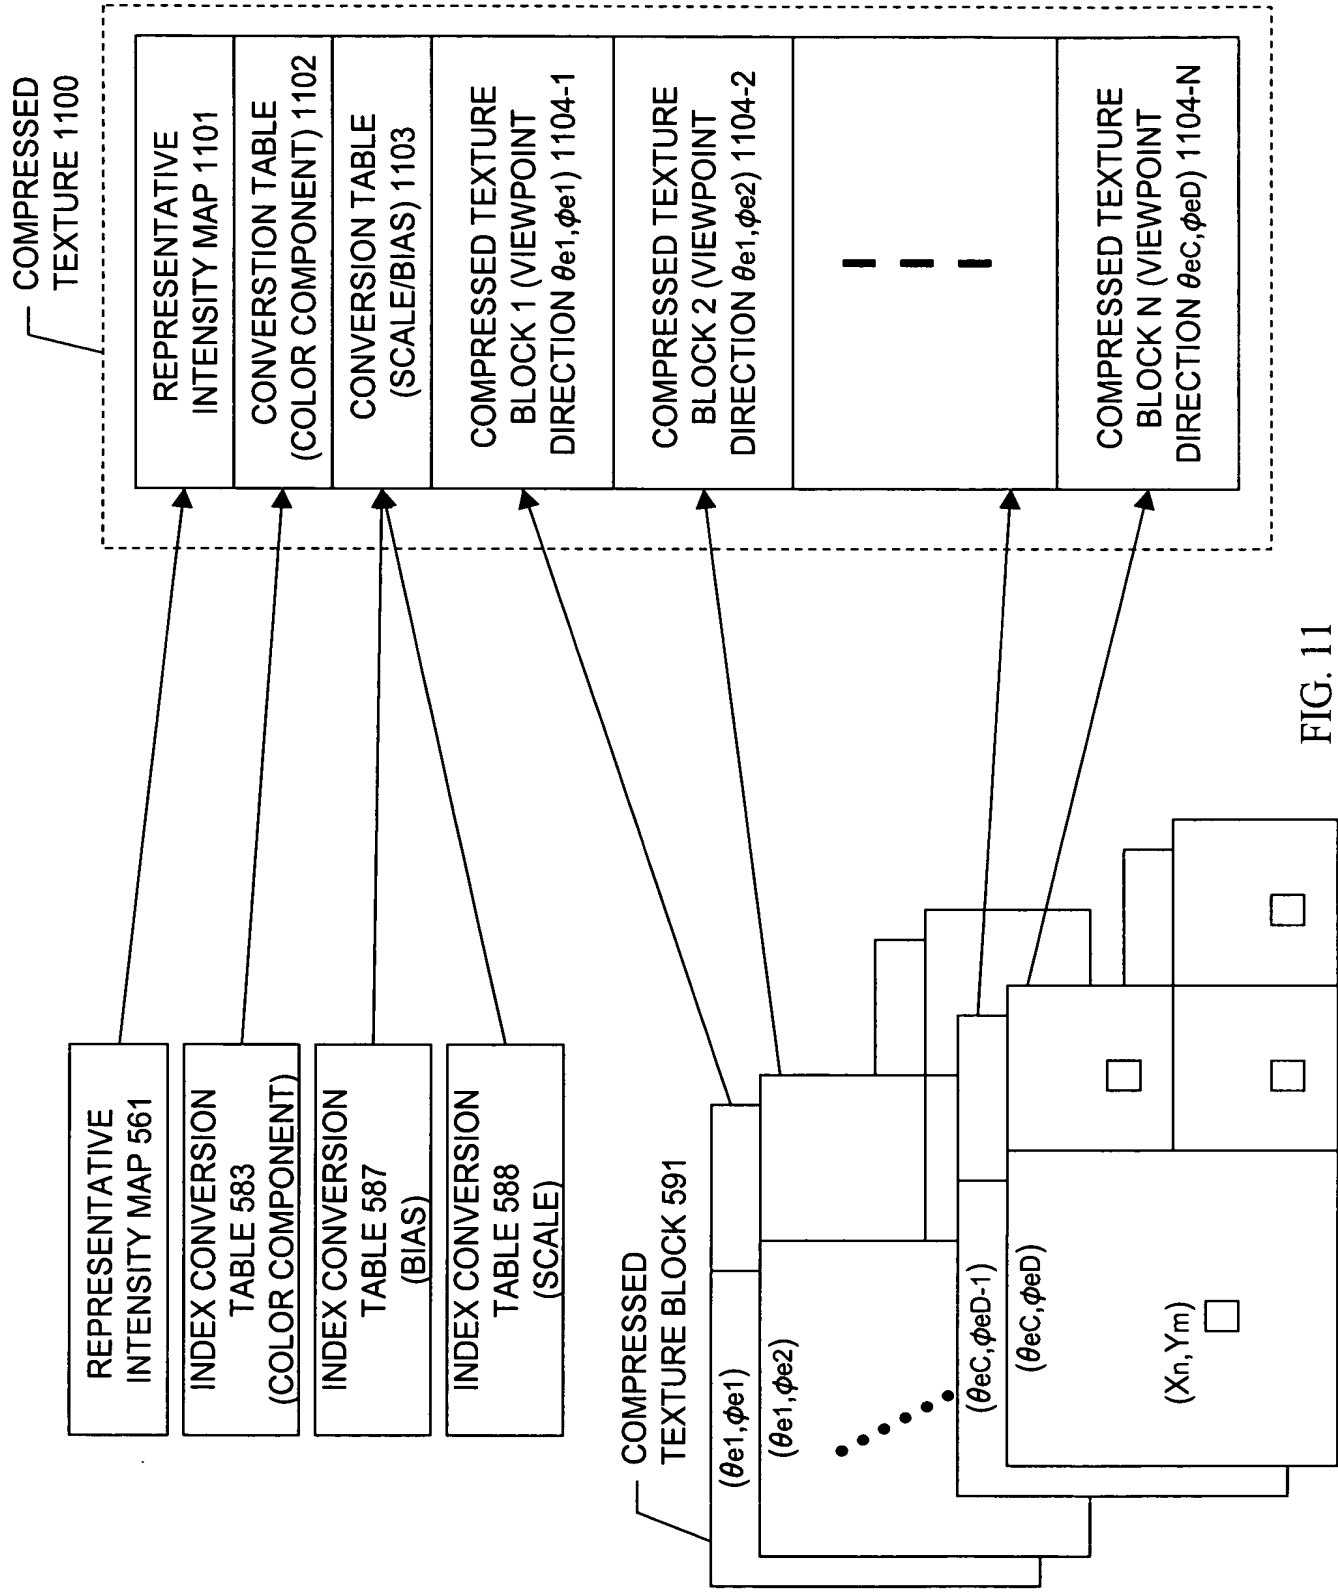 COMPRESSED
TEXTURE 1100
REPRESENTATIVE
INTENSITY MAP 561
INDEX CONVERSION
TABLE 583
(COLOR COMPONENT)
INDEX CONVERSION
TABLE 587
(BIAS)
INDEX CONVERSION
TABLE 588
(SCALE)
REPRESENTATIVE
INTENSITY MAP 1101
CONVERSTION TABLE
(COLOR COMPONENT) 1102
CONVERSION TABLE
(SCALE/BIAS) 1103
COMPRESSED TEXTURE
BLOCK 1 (VIEWPOINT
DIRECTION θe1,ϕe1) 1104-1
COMPRESSED TEXTURE
BLOCK 2 (VIEWPOINT
DIRECTION θe1,ϕe2) 1104-2
COMPRESSED TEXTURE
BLOCK N (VIEWPOINT
DIRECTION θeC,ϕeD) 1104-N
COMPRESSED
TEXTURE BLOCK 591
(θe1,ϕe1)
(θe1,ϕe2)
(θeC,ϕeD-1)
(θeC,ϕeD)
(Xn,Ym)
FIG. 11